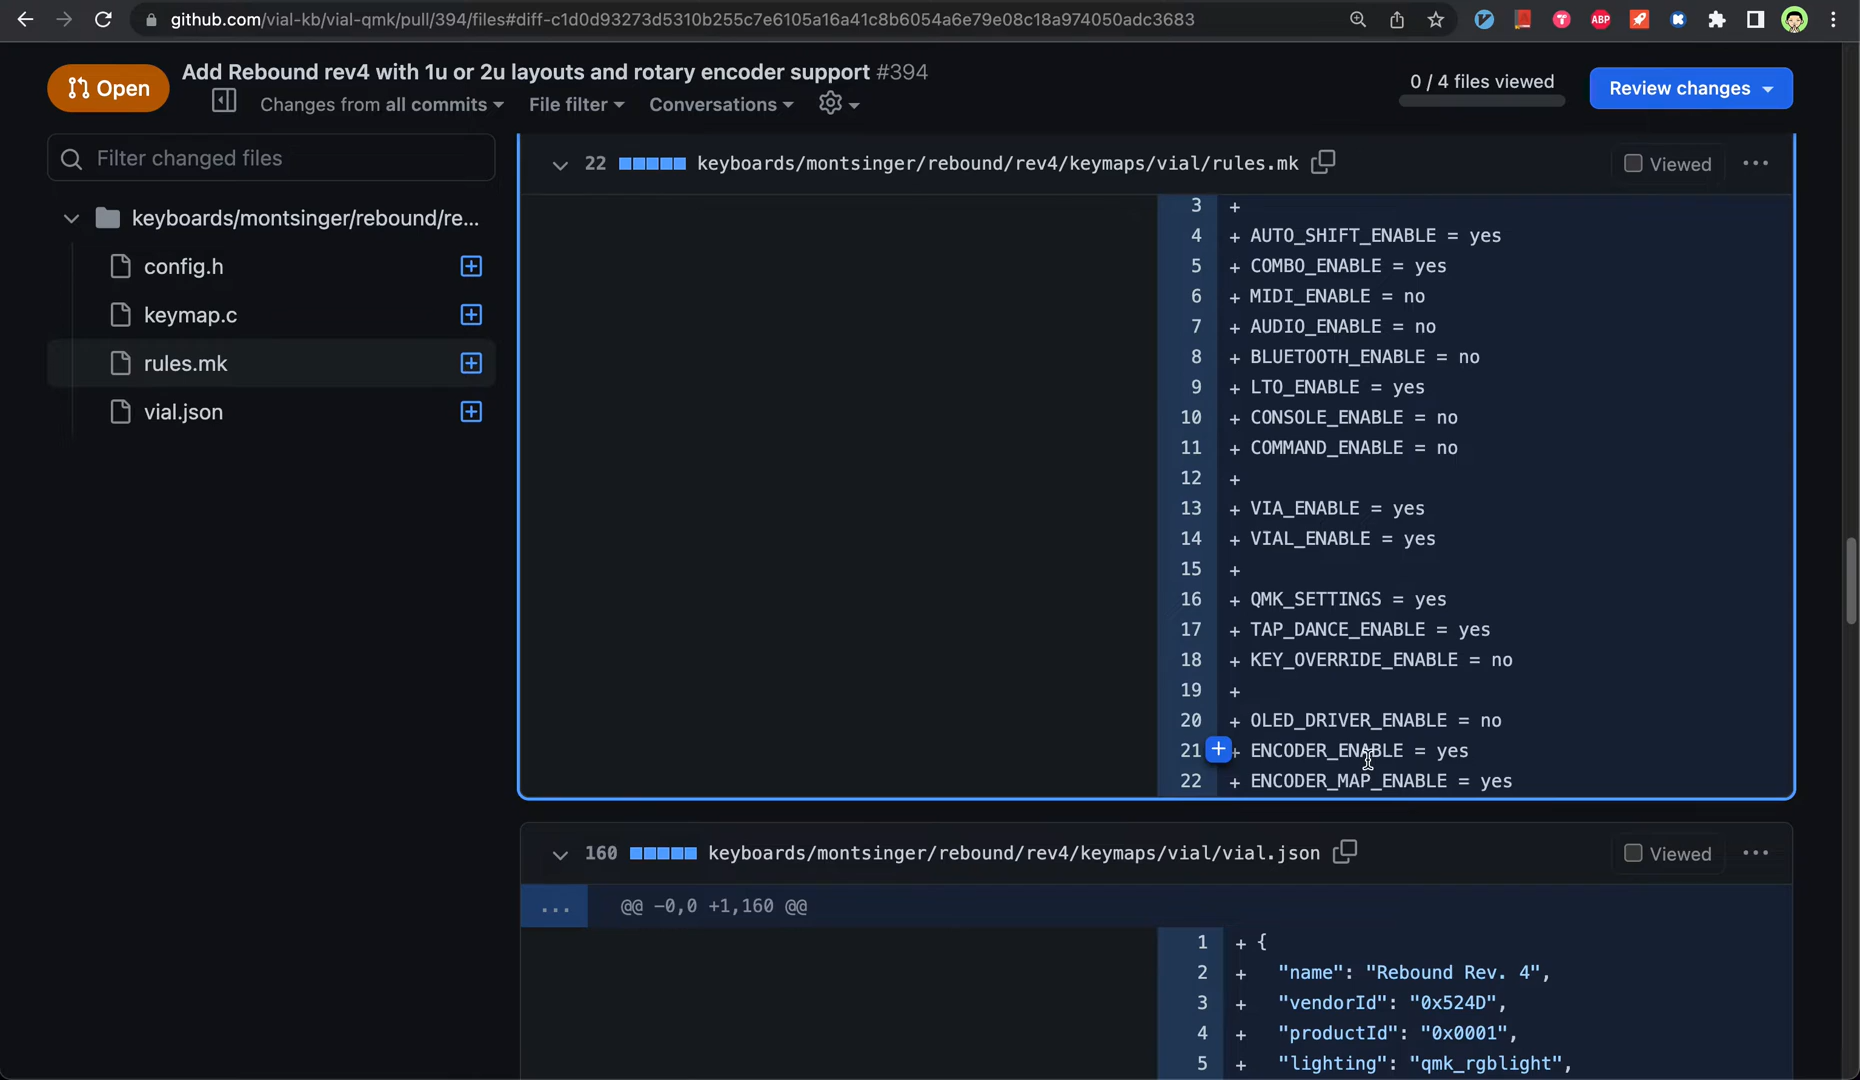 github.com/vial-kb/vial-qmk/pull/394/files#diff-c1d0d93273d5310b255c7e6105a16a41c8b6054a6e79e08c18a974050adc3683
ABP
Open
Add Rebound rev4 with 1u or 2u layouts and rotary encoder support #394
Changes from all commits
File filter
Conversations
0 / 4 files viewed
Review changes
Filter changed files
keyboards/montsinger/rebound/re...
config.h
keymap.c
rules.mk
vial.json
22 keyboards/montsinger/rebound/rev4/keymaps/vial/rules.mk
Viewed
3 +
4 + AUTO_SHIFT_ENABLE = yes
5 + COMBO_ENABLE = yes
6 + MIDI_ENABLE = no
7 + AUDIO_ENABLE = no
8 + BLUETOOTH_ENABLE = no
9 + LTO_ENABLE = yes
10 + CONSOLE_ENABLE = no
11 + COMMAND_ENABLE = no
12 +
13 + VIA_ENABLE = yes
14 + VIAL_ENABLE = yes
15 +
16 + QMK_SETTINGS = yes
17 + TAP_DANCE_ENABLE = yes
18 + KEY_OVERRIDE_ENABLE = no
19 +
20 + OLED_DRIVER_ENABLE = no
21 + ENCODER_ENABLE = yes
22 + ENCODER_MAP_ENABLE = yes
160 keyboards/montsinger/rebound/rev4/keymaps/vial/vial.json
Viewed
... @@ -0,0 +1,160 @@
1 + {
2 + "name": "Rebound Rev. 4",
3 + "vendorId": "0x524D",
4 + "productId": "0x0001",
5 + "lighting": "qmk_rgblight",